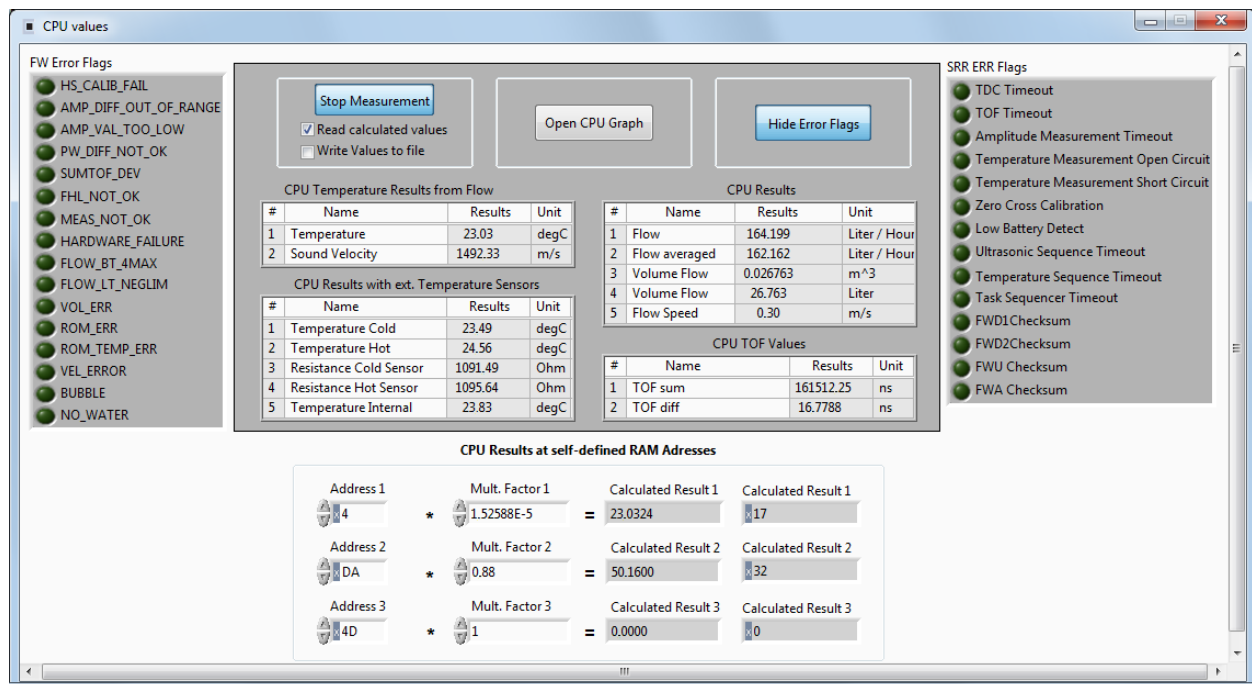 CPU values
FW Error Flags
HS_CALIB_FAIL
AMP_DIFF_OUT_OF_RANGE
AMP_VAL_TOO_LOW
PW_DIFF_NOT_OK
SUMTOF_DEV
FHL_NOT_OK
MEAS_NOT_OK
HARDWARE_FAILURE
FLOW_BT_4MAX
FLOW_LT_NEGLIM
VOL_ERR
ROM_ERR
ROM_TEMP_ERR
VEL_ERROR
BUBBLE
NO_WATER
Stop Measurement
Read calculated values
Write Values to file
Open CPU Graph
Hide Error Flags
CPU Temperature Results from Flow
# Name Results Unit
1 Temperature 23.03 degC
2 Sound Velocity 1492.33 m/s
CPU Results with ext. Temperature Sensors
# Name Results Unit
1 Temperature Cold 23.49 degC
2 Temperature Hot 24.56 degC
3 Resistance Cold Sensor 1091.49 Ohm
4 Resistance Hot Sensor 1095.64 Ohm
5 Temperature Internal 23.83 degC
CPU Results
# Name Results Unit
1 Flow 164.199 Liter / Hour
2 Flow averaged 162.162 Liter / Hour
3 Volume Flow 0.026763 m^3
4 Volume Flow 26.763 Liter
5 Flow Speed 0.30 m/s
CPU TOF Values
# Name Results Unit
1 TOF sum 161512.25 ns
2 TOF diff 16.7788 ns
SRR ERR Flags
TDC Timeout
TOF Timeout
Amplitude Measurement Timeout
Temperature Measurement Open Circuit
Temperature Measurement Short Circuit
Zero Cross Calibration
Low Battery Detect
Ultrasonic Sequence Timeout
Temperature Sequence Timeout
Task Sequencer Timeout
FWD1Checksum
FWD2Checksum
FWU Checksum
FWA Checksum
CPU Results at self-defined RAM Adresses
Address 1 Mult. Factor 1 Calculated Result 1 Calculated Result 1
x 4 * 1.52588E-5 = 23.0324 x 17
Address 2 Mult. Factor 2 Calculated Result 2 Calculated Result 2
x DA * 0.88 = 50.1600 x 32
Address 3 Mult. Factor 3 Calculated Result 3 Calculated Result 3
x 4D * 1 = 0.0000 x 0